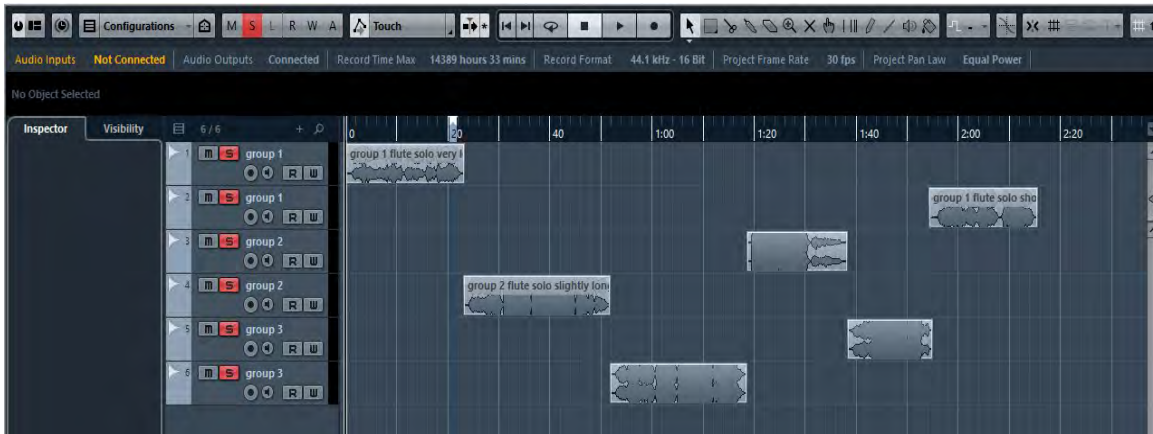 Configurations - M S L R W A Touch
Audio Inputs Not Connected Audio Outputs Connected Record Time Max 14389 hours 33 mins Record Format 44.1 kHz - 16 Bit Project Frame Rate 30 fps Project Pan Law Equal Power
No Object Selected
Inspector Visibility 6 / 6 + 0 20 40 1:00 1:20 1:40 2:00 2:20
1 m S group 1 group 1 flute solo very l
R W
2 m S group 1 group 1 flute solo sho
R W
3 m S group 2
R W
4 m S group 2 group 2 flute solo slightly lon
R W
5 m S group 3
R W
6 m S group 3
R W